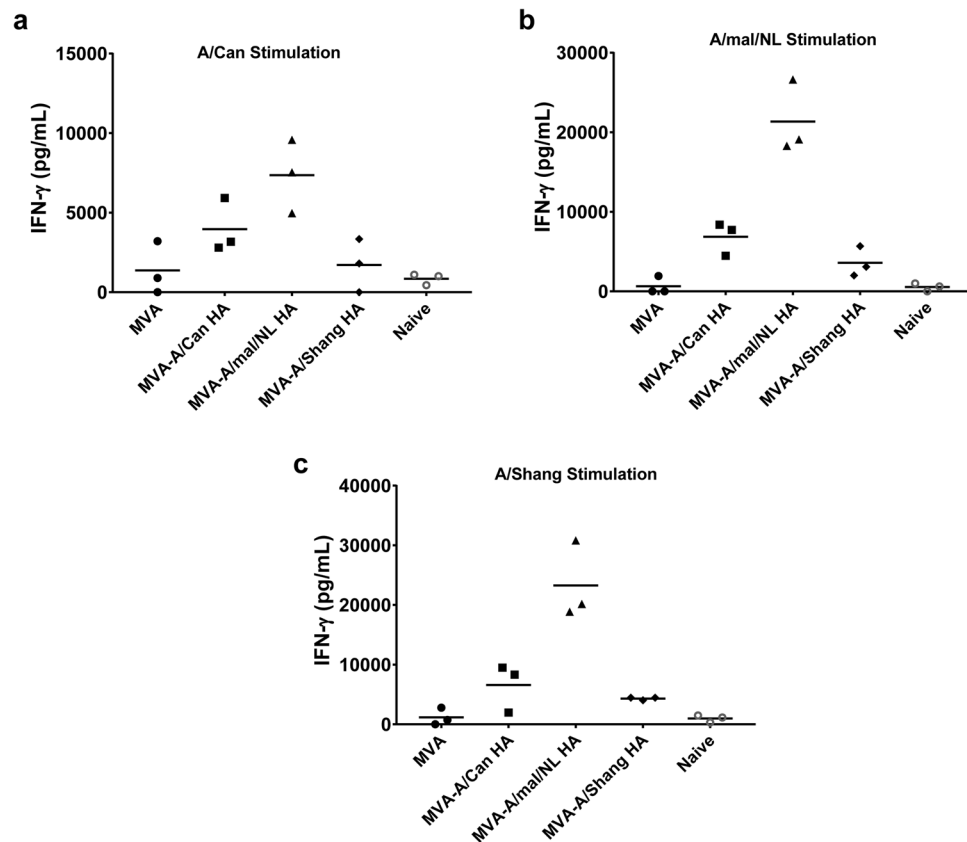 a
A/Can Stimulation
IFN-γ (pg/mL)
15000
10000
5000
0
MVA
MVA-A/Can HA
MVA-A/mal/NL HA
MVA-A/Shang HA
Naive
b
A/mal/NL Stimulation
IFN-γ (pg/mL)
30000
20000
10000
0
MVA
MVA-A/Can HA
MVA-A/mal/NL HA
MVA-A/Shang HA
Naive
c
A/Shang Stimulation
IFN-γ (pg/mL)
40000
30000
20000
10000
0
MVA
MVA-A/Can HA
MVA-A/mal/NL HA
MVA-A/Shang HA
Naive